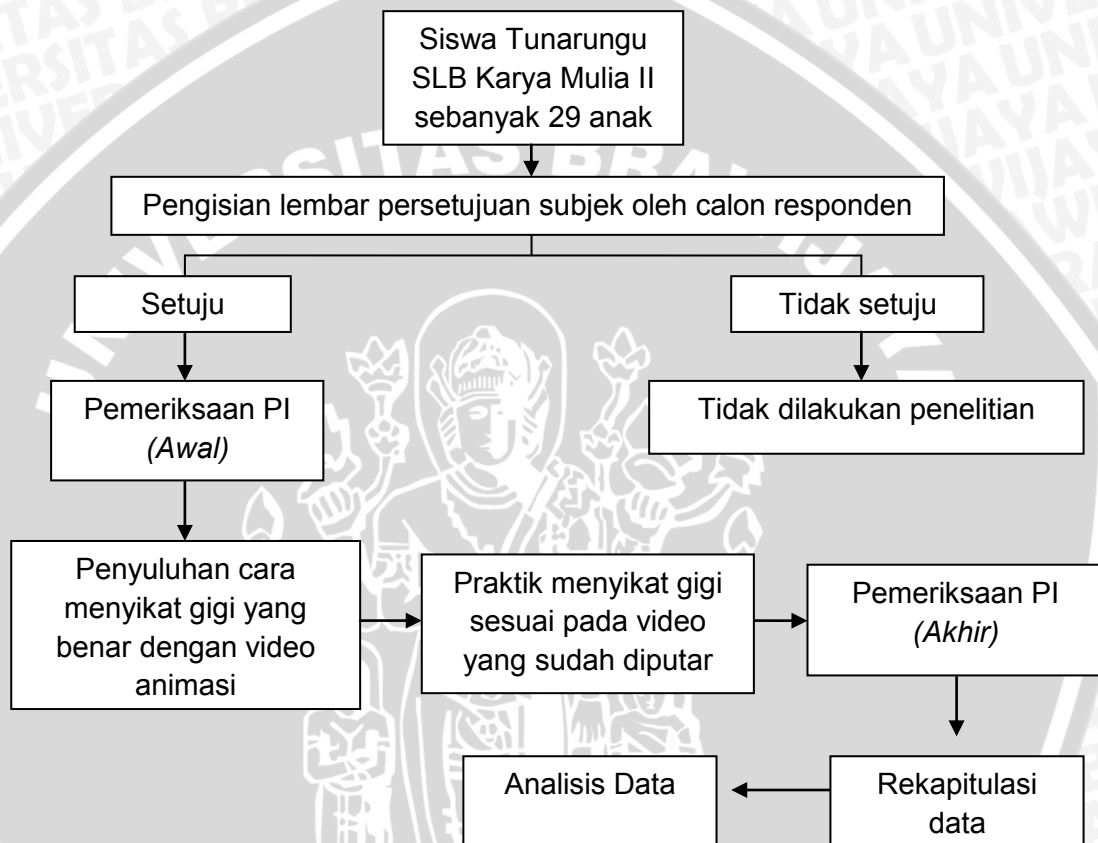 Siswa Tunarungu
SLB Karya Mulia II
sebanyak 29 anak
Pengisian lembar persetujuan subjek oleh calon responden
Setuju
Tidak setuju
Pemeriksaan PI
(Awal)
Tidak dilakukan penelitian
Penyuluhan cara
menyikat gigi yang
benar dengan video
animasi
Praktik menyikat gigi
sesuai pada video
yang sudah diputar
Pemeriksaan PI
(Akhir)
Analisis Data
Rekapitulasi
data